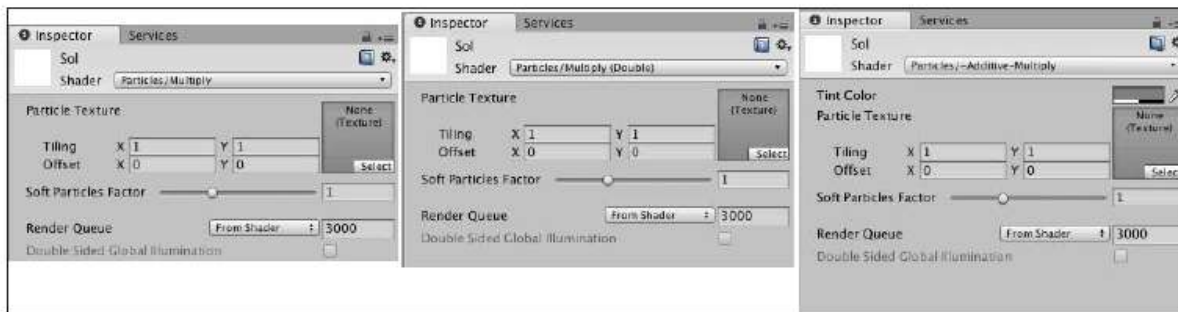 Inspector Services
Sol
Shader Particles/Multiply
Particle Texture
None
(Texture)
Tiling X 1 Y 1
Offset X 0 Y 0
Select
Soft Particles Factor 1
Render Queue From Shader 3000
Double Sided Global Illumination
Inspector Services
Sol
Shader Particles/Multiply (Double)
Particle Texture
None
(Texture)
Tiling X 1 Y 1
Offset X 0 Y 0
Select
Soft Particles Factor 1
Render Queue From Shader 3000
Double Sided Global Illumination
Inspector Services
Sol
Shader Particles/~Additive-Multiply
Tint Color
Particle Texture
None
(Texture)
Tiling X 1 Y 1
Offset X 0 Y 0
Select
Soft Particles Factor 1
Render Queue From Shader 3000
Double Sided Global Illumination